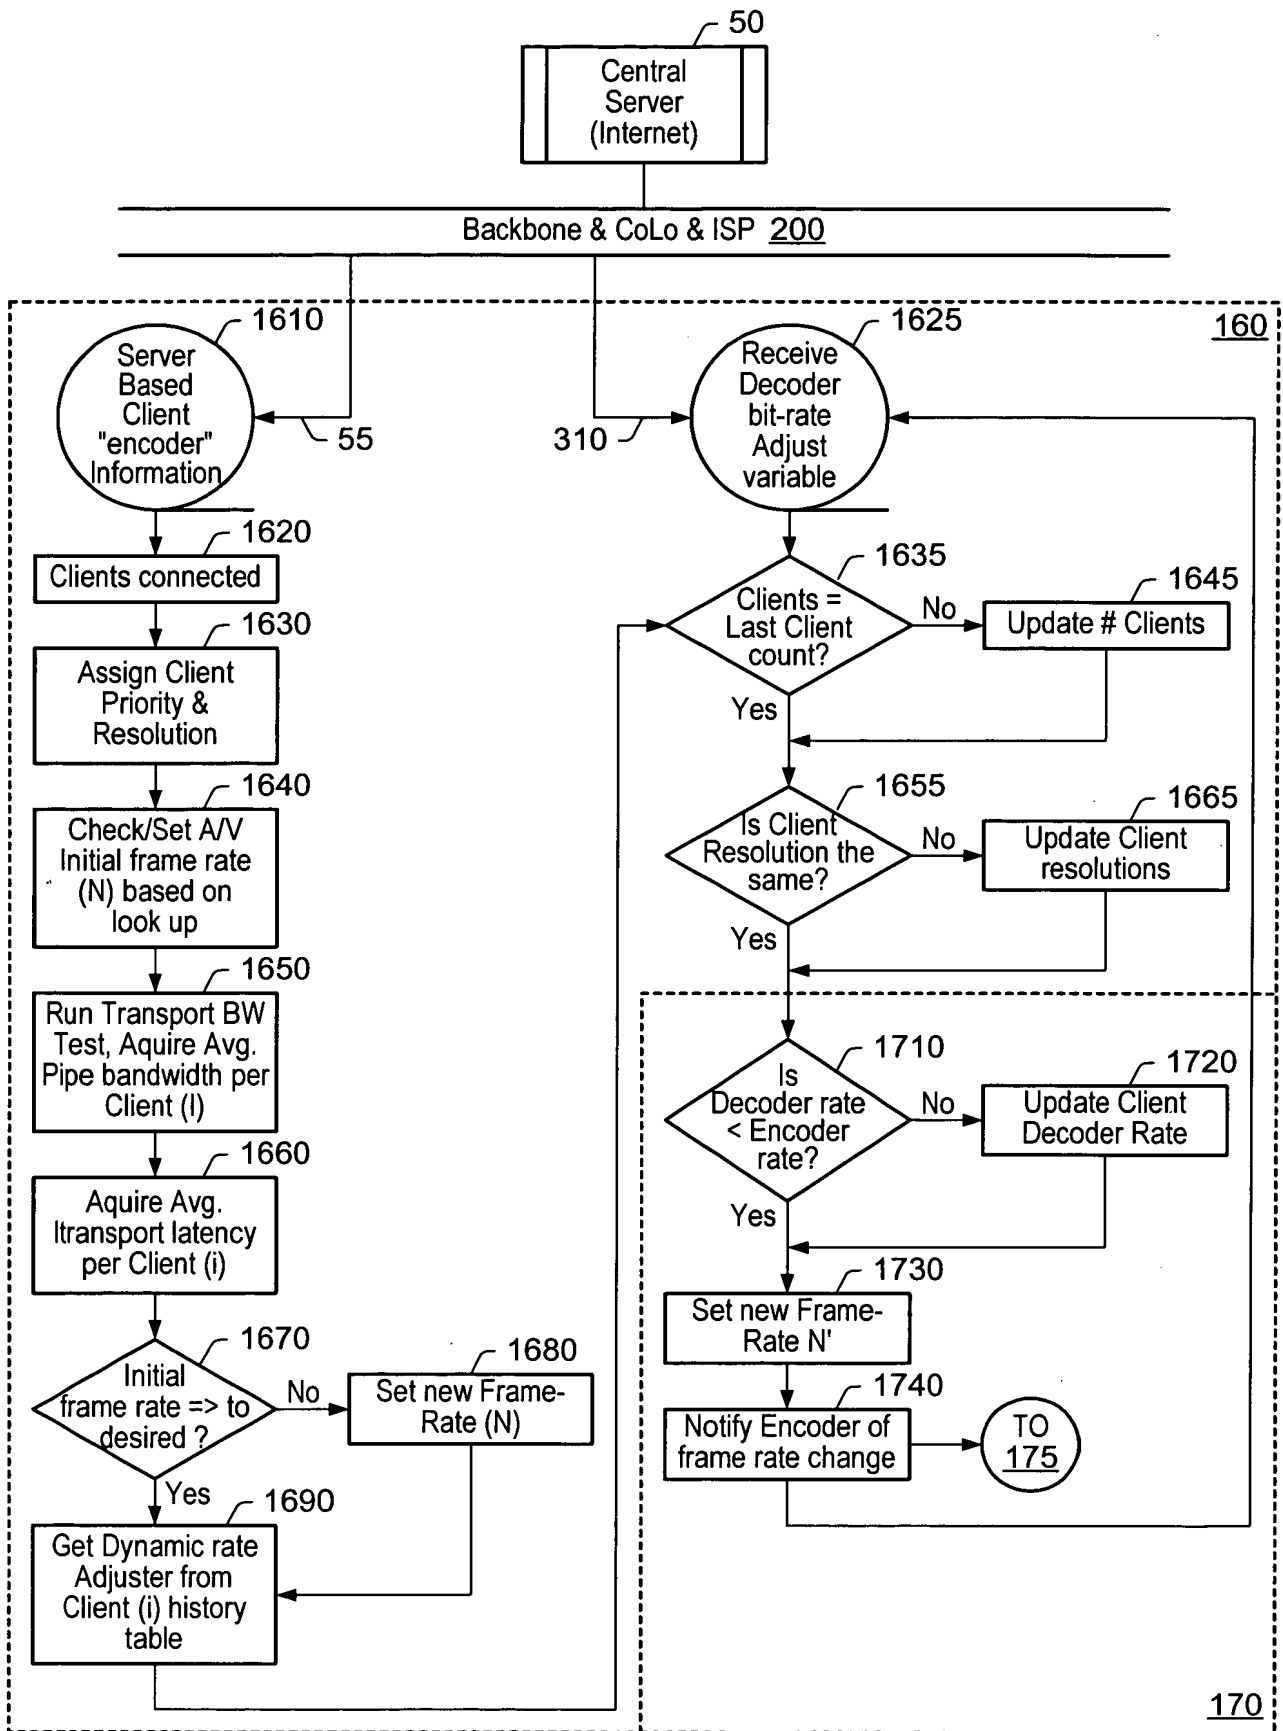 50
Central
Server
(Internet)
Backbone & CoLo & ISP 200
160
1610
Server
Based
Client
"encoder"
Information
55
1620
Clients connected
1630
Assign Client
Priority &
Resolution
1640
Check/Set A/V
Initial frame rate
(N) based on
look up
1650
Run Transport BW
Test, Aquire Avg.
Pipe bandwidth per
Client (I)
1660
Aquire Avg.
Itransport latency
per Client (i)
1670
Initial
frame rate => to
desired ?
No
1680
Set new Frame-
Rate (N)
Yes
1690
Get Dynamic rate
Adjuster from
Client (i) history
table
310
1625
Receive
Decoder
bit-rate
Adjust
variable
1635
Clients =
Last Client
count?
No
1645
Update # Clients
Yes
1655
Is Client
Resolution the
same?
No
1665
Update Client
resolutions
Yes
1710
Is
Decoder rate
< Encoder
rate?
No
1720
Update Client
Decoder Rate
Yes
1730
Set new Frame-
Rate N'
1740
Notify Encoder of
frame rate change
TO
175
170